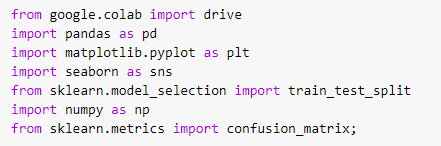 from google.colab import drive
import pandas as pd
import matplotlib.pyplot as plt
import seaborn as sns
from sklearn.model_selection import train_test_split
import numpy as np
from sklearn.metrics import confusion_matrix;